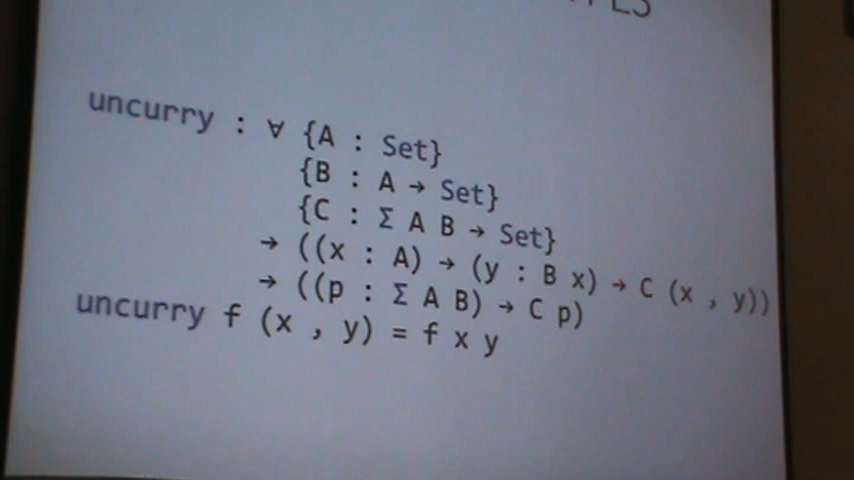 uncurry : ∀ {A : Set}
{B : A → Set}
{C : Σ A B → Set}
→ ((x : A) → (y : B x) → C (x , y))
→ ((p : Σ A B) → C p)
uncurry f (x , y) = f x y